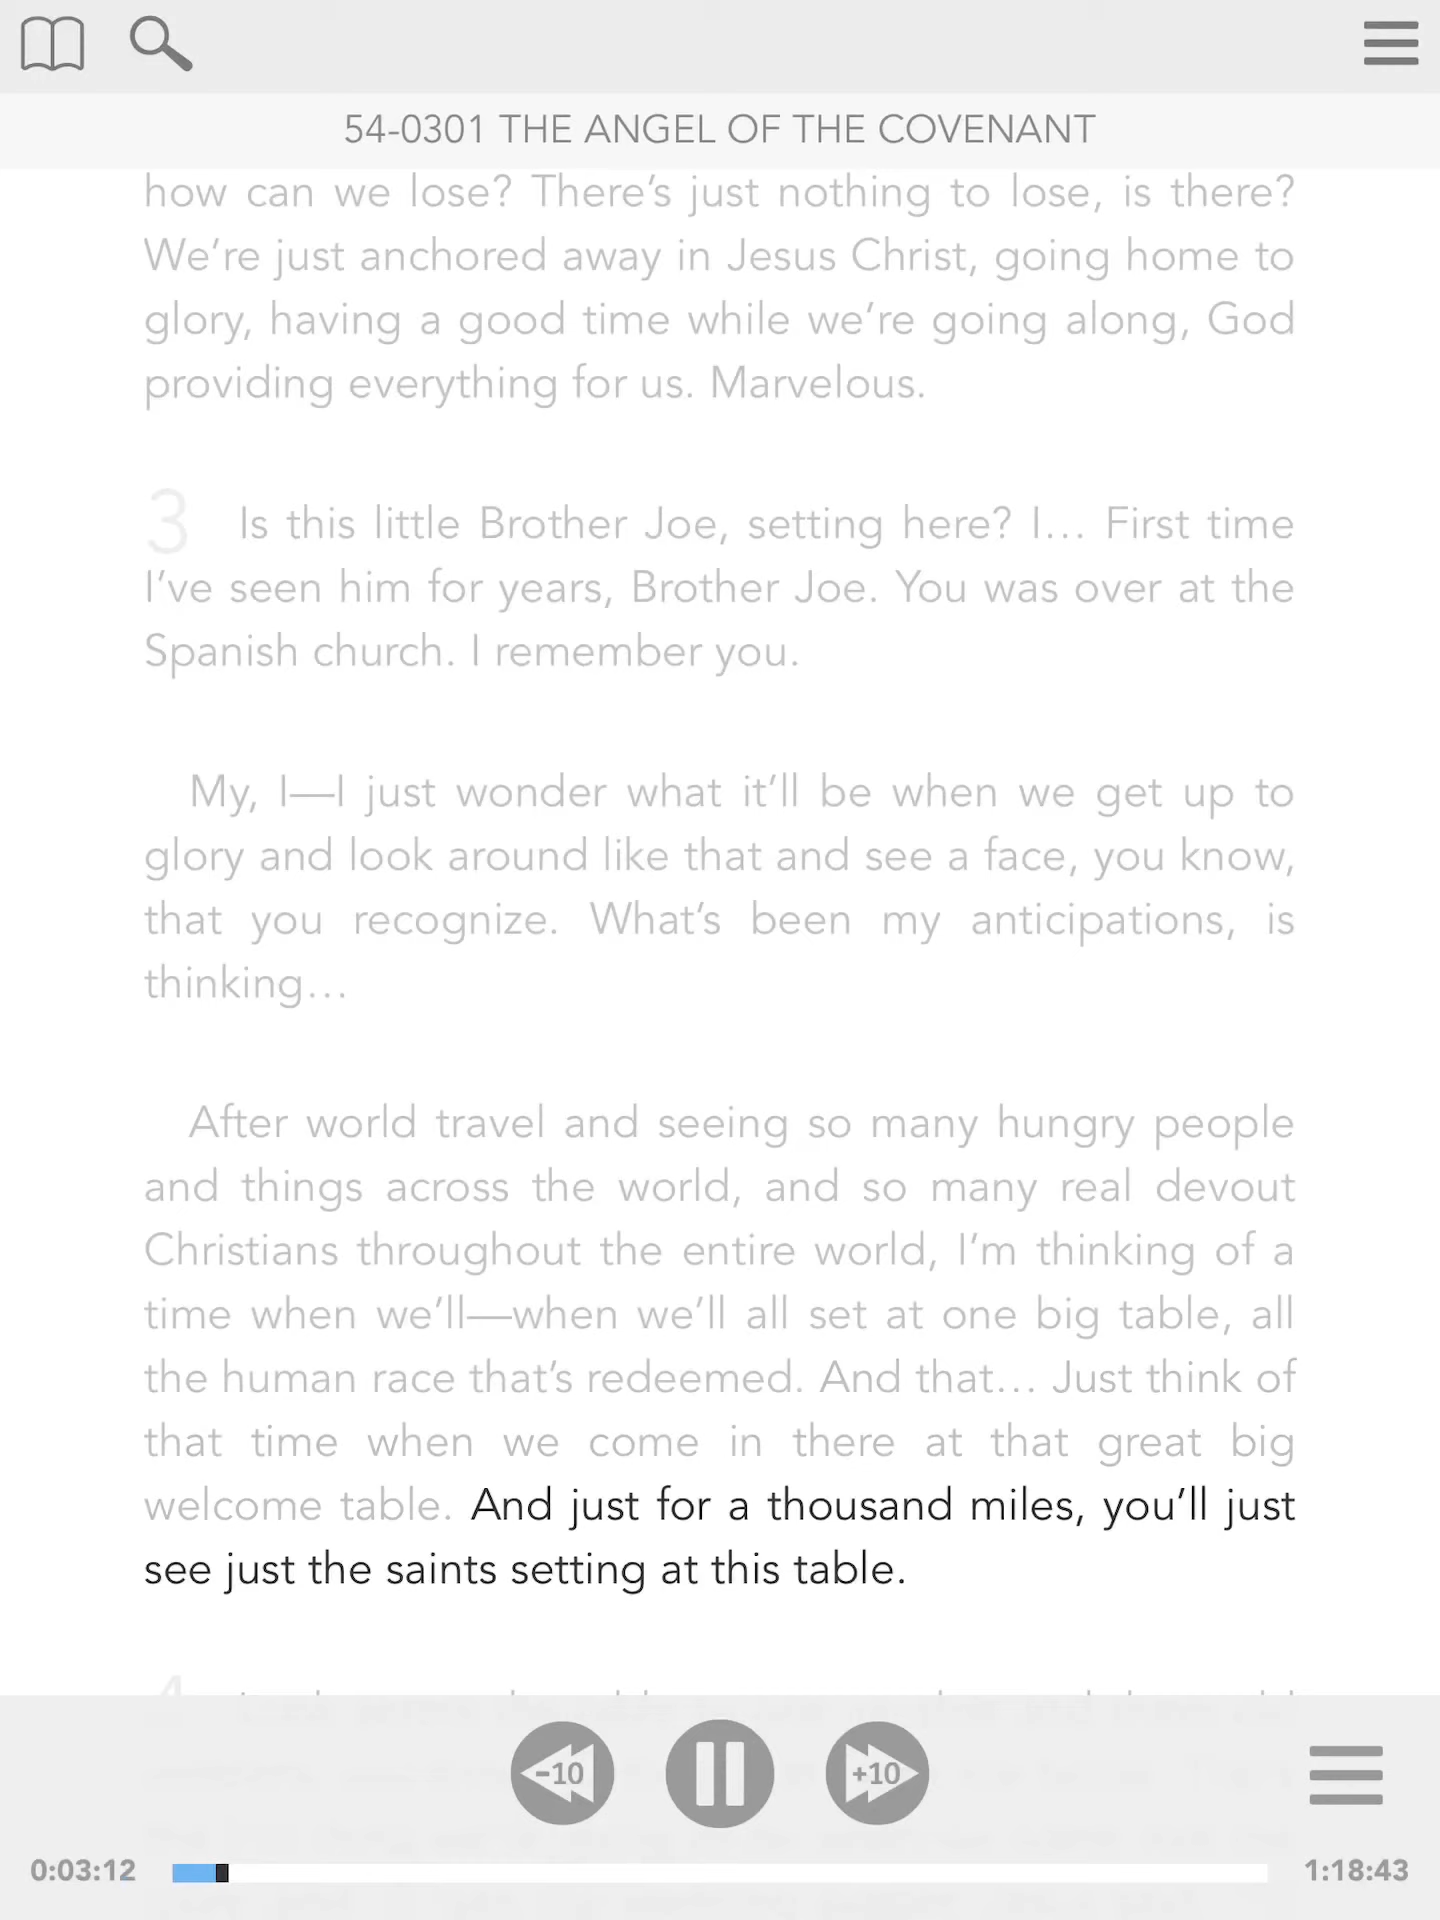 54-0301 THE ANGEL OF THE COVENANT
how can we lose? There’s just nothing to lose, is there?
We’re just anchored away in Jesus Christ, going home to
glory, having a good time while we’re going along, God
providing everything for us. Marvelous.
3 Is this little Brother Joe, setting here? I… First time
I’ve seen him for years, Brother Joe. You was over at the
Spanish church. I remember you.
My, I—I just wonder what it’ll be when we get up to
glory and look around like that and see a face, you know,
that you recognize. What’s been my anticipations, is
thinking…
After world travel and seeing so many hungry people
and things across the world, and so many real devout
Christians throughout the entire world, I’m thinking of a
time when we’ll—when we’ll all set at one big table, all
the human race that’s redeemed. And that… Just think of
that time when we come in there at that great big
welcome table. And just for a thousand miles, you’ll just
see just the saints setting at this table.
4
-10 +10
0:03:12 1:18:43